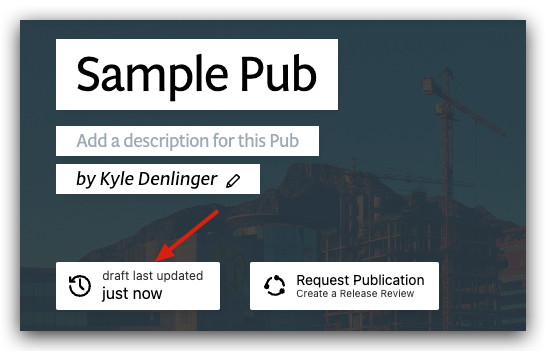 Sample Pub
Add a description for this Pub
by Kyle Denlinger
draft last updated
just now
Request Publication
Create a Release Review